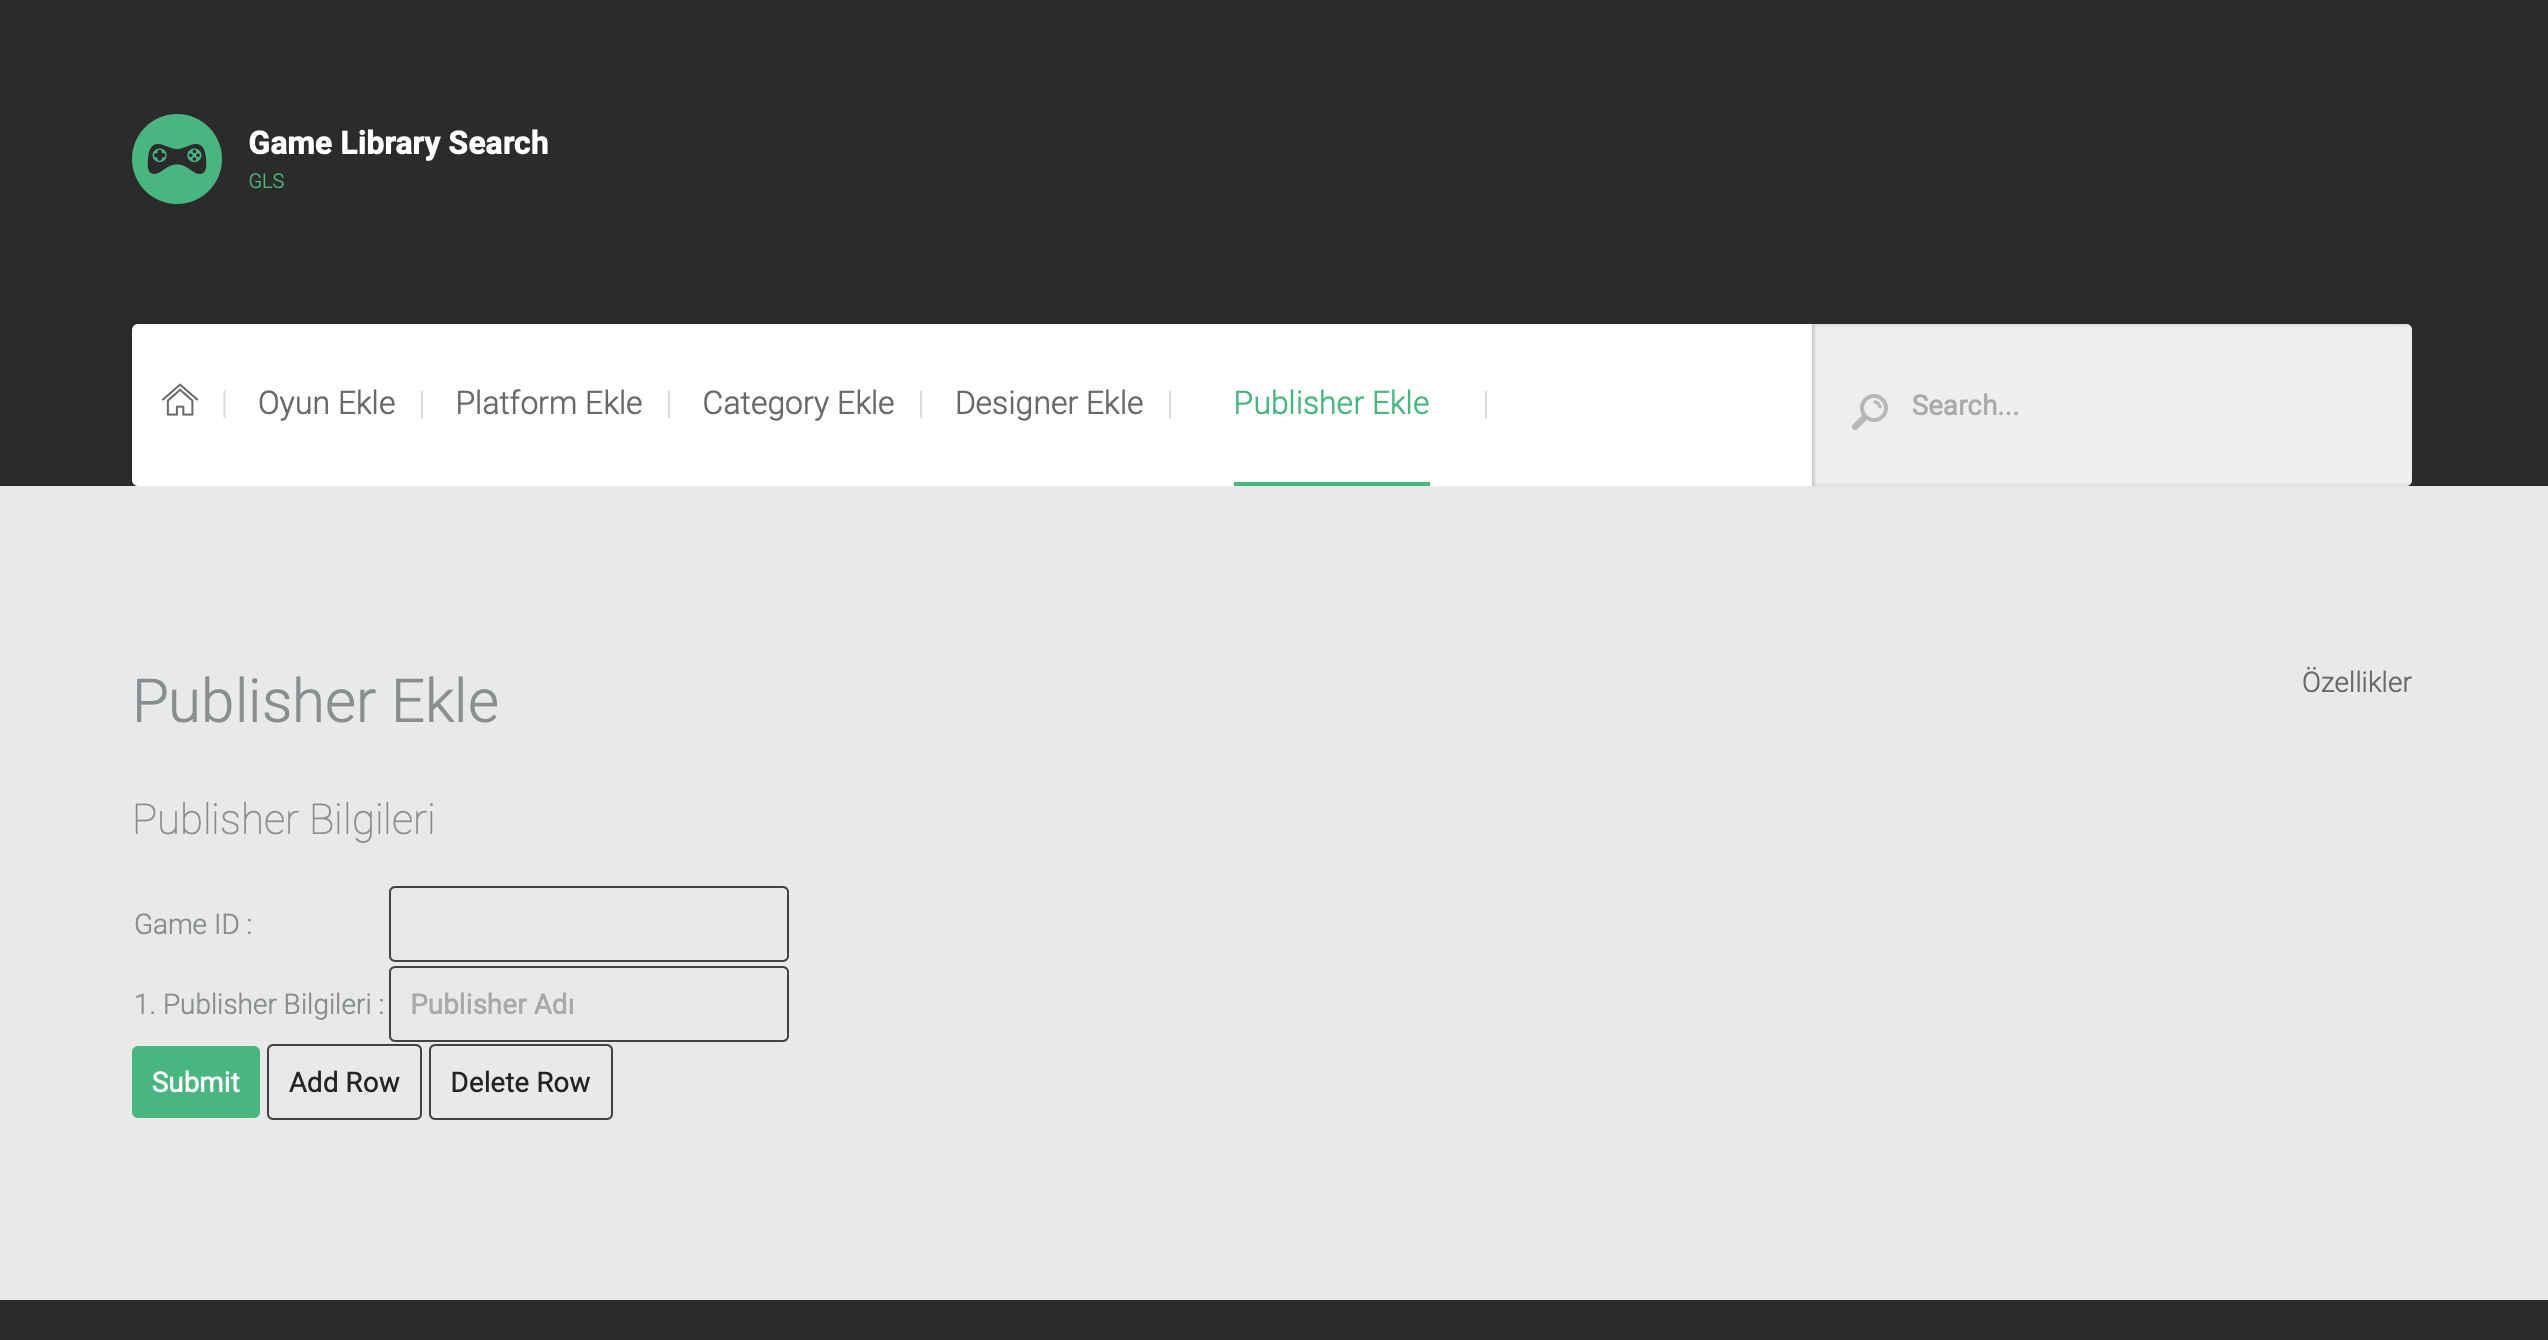 Game Library Search
GLS
Oyun Ekle | Platform Ekle | Category Ekle | Designer Ekle | Publisher Ekle |
Search...
Publisher Ekle
Özellikler
Publisher Bilgileri
Game ID :
1. Publisher Bilgileri : Publisher Adı
Submit Add Row Delete Row